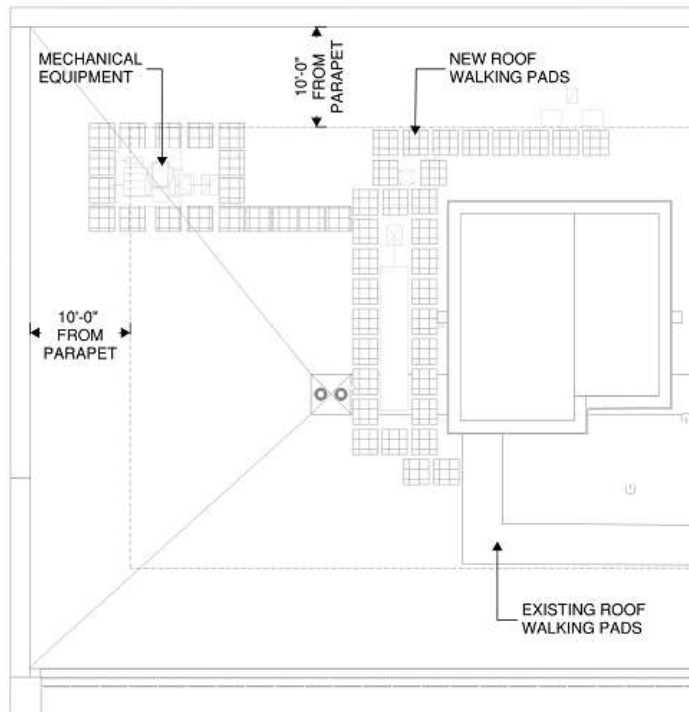 MECHANICAL
EQUIPMENT
10'-0"
FROM
PARAPET
NEW ROOF
WALKING PADS
10'-0"
FROM
PARAPET
EXISTING ROOF
WALKING PADS